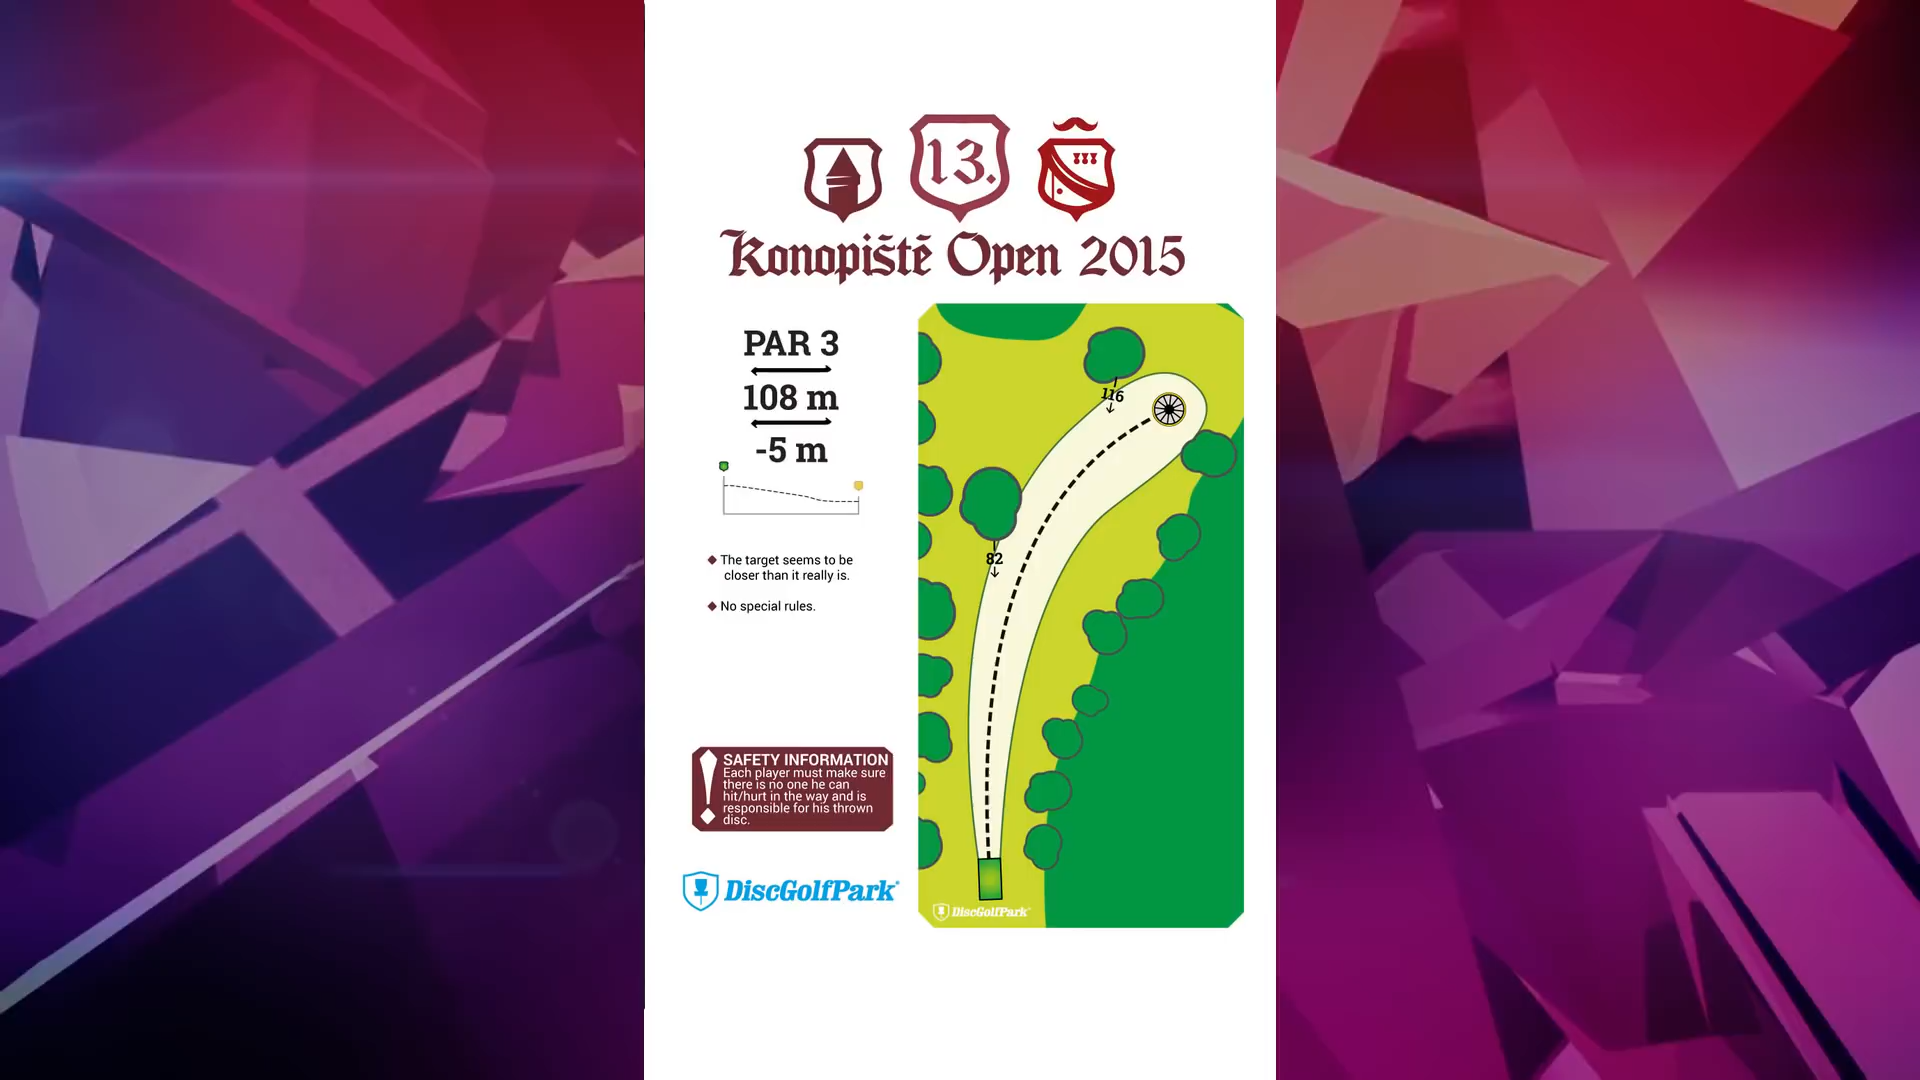 13.
Konopiště Open 2015
PAR 3
108 m
-5 m
The target seems to be
closer than it really is.
No special rules.
SAFETY INFORMATION
Each player must make sure
there is no one he can
hit/hurt in the way and is
responsible for his thrown
disc.
DiscGolfPark
116
82
DiscGolfPark